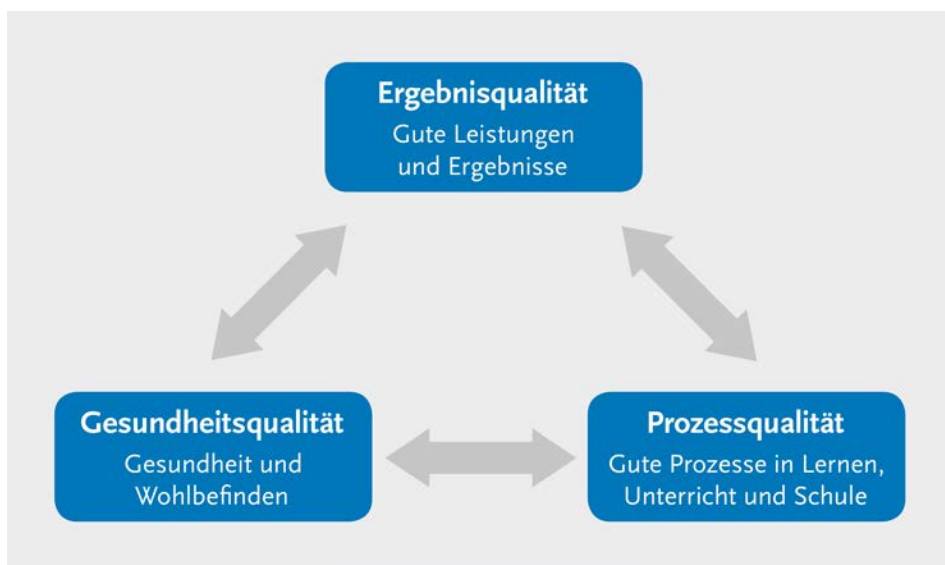 Ergebnisqualität
Gute Leistungen
und Ergebnisse
Gesundheitsqualität
Gesundheit und
Wohlbefinden
Prozessqualität
Gute Prozesse in Lernen,
Unterricht und Schule